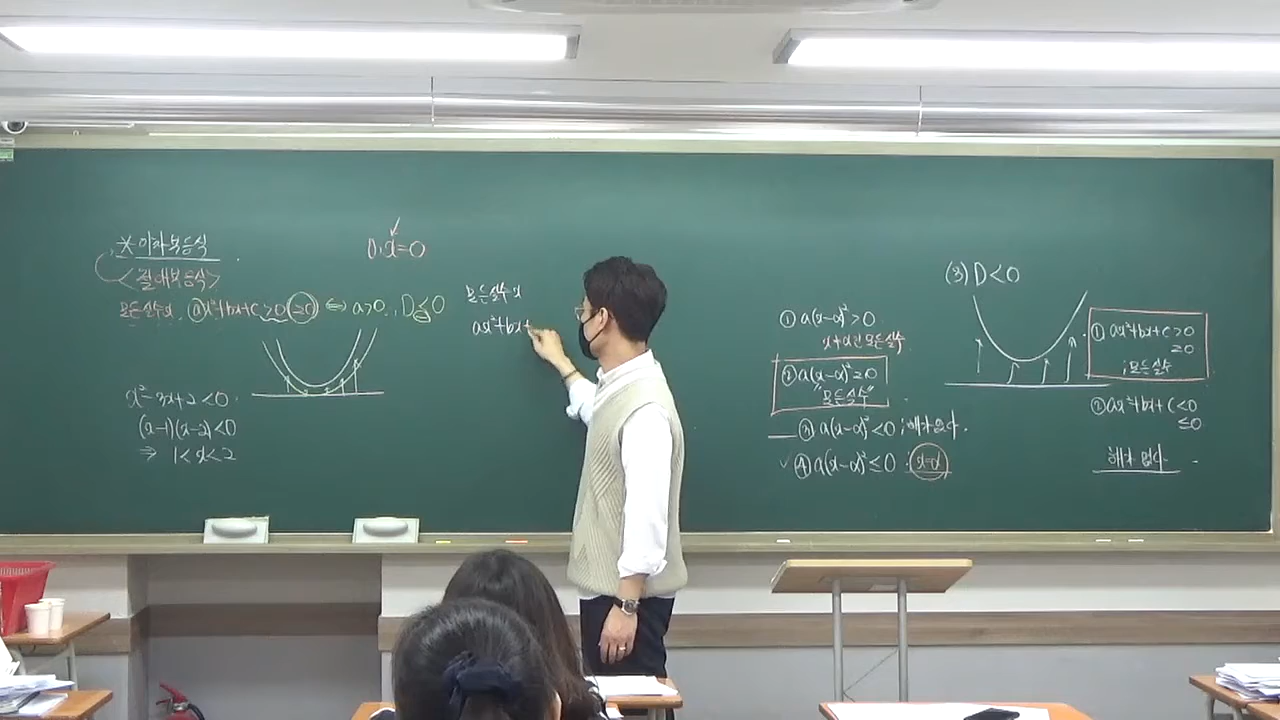 *이차부등식
<절대부등식>
모든실수x, ax²+bx+c>0(≥0) ⇔ a>0, D≤0
x²-3x+2<0
(x-1)(x-2)<0
⇒ 1<x<2
0·x=0
모든실수x
ax²+bx+
① a(x-α)²>0
x≠α인 모든실수
② a(x-α)²≥0
"모든실수"
③ a(x-α)²<0 ; 해가 없다.
④ a(x-α)²≤0 : x=α
(3) D<0
① ax²+bx+c>0
≥0
; 모든실수
② ax²+bx+c<0
≤0
해가 없다